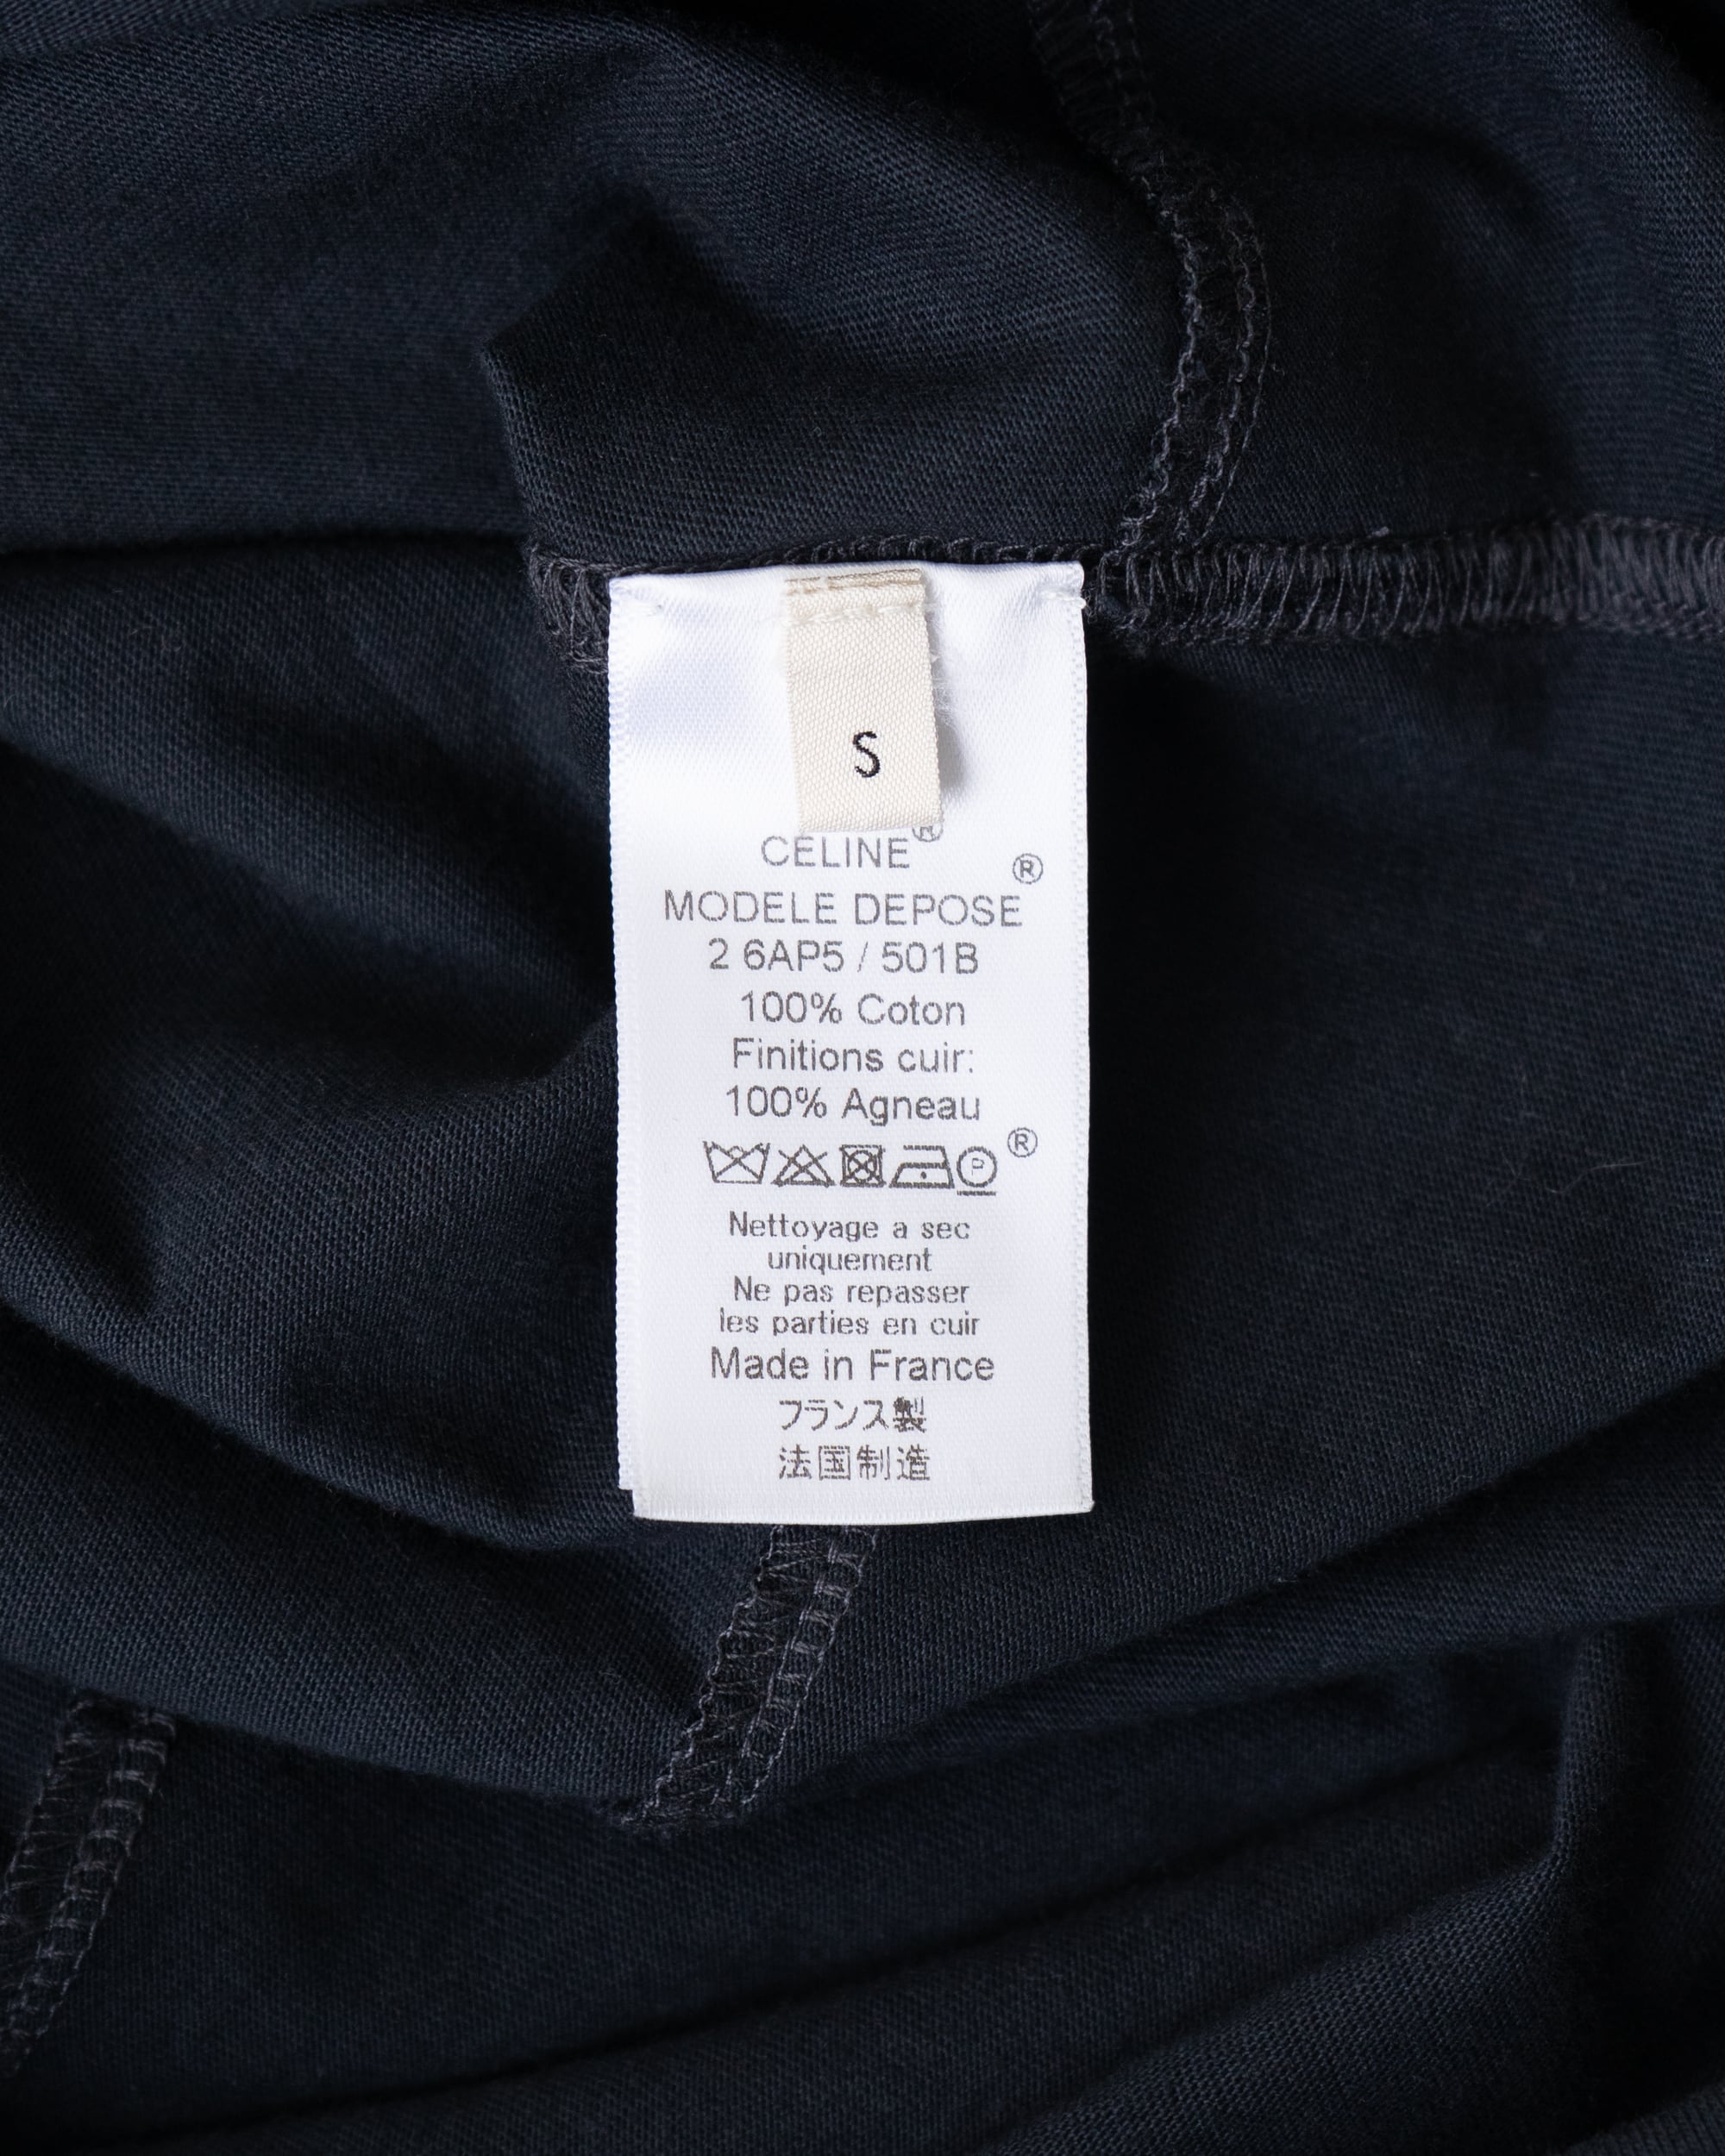 S
CELINE®
MODELE DEPOSE®
2 6AP5 / 501B
100% Coton
Finitions cuir:
100% Agneau
P ®
Nettoyage a sec
uniquement
Ne pas repasser
les parties en cuir
Made in France
フランス製
法国制造